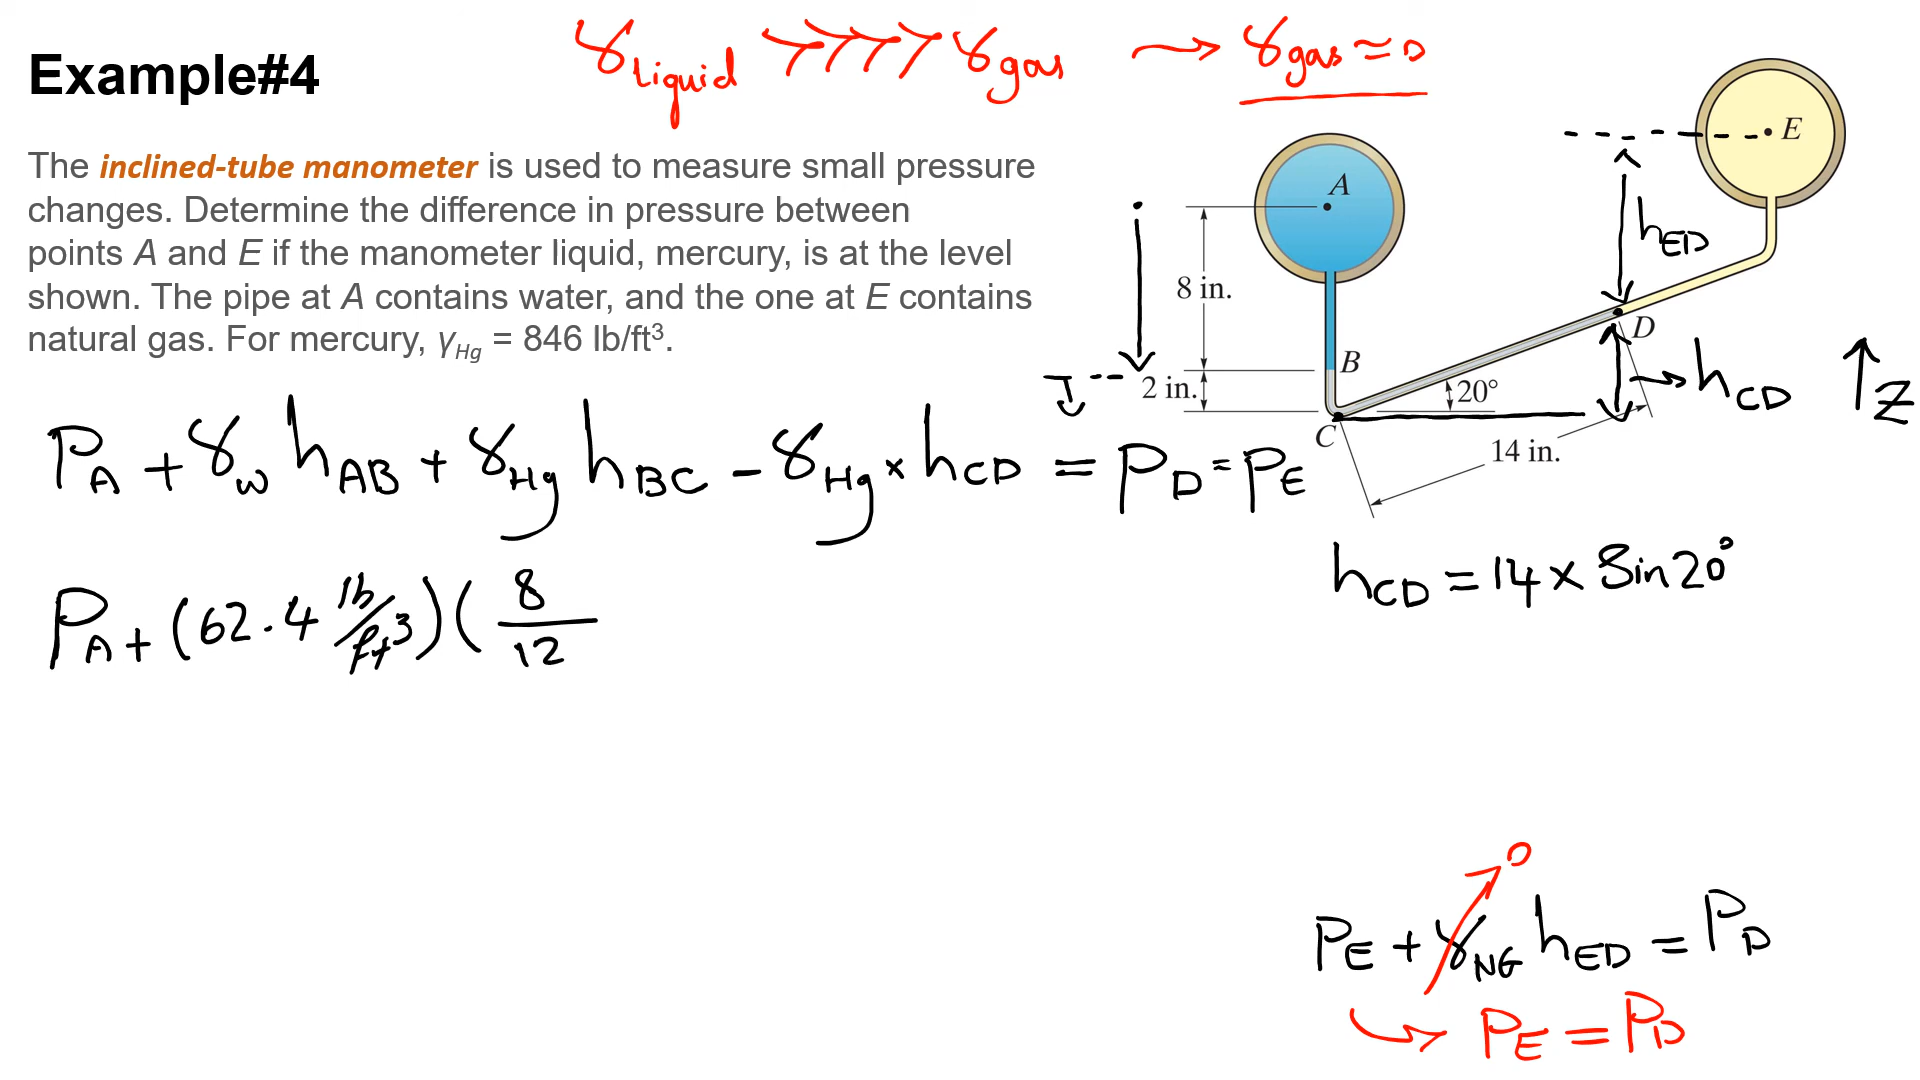 γLiquid >>>> γgas → γgas ≈ 0
Example#4
The inclined-tube manometer is used to measure small pressure
changes. Determine the difference in pressure between
points A and E if the manometer liquid, mercury, is at the level
shown. The pipe at A contains water, and the one at E contains
natural gas. For mercury, γHg = 846 lb/ft³.
E
A
hED
8 in.
D
B
2 in.
20°
→ hCD
↑ Z
C
14 in.
PA + γw hAB + γHg hBC − γHg × hCD = PD = PE
hCD = 14 × Sin20°
PA + (62.4 lb/ft³)(8/12
0
PE + γNG hED = PD
→ PE = PD